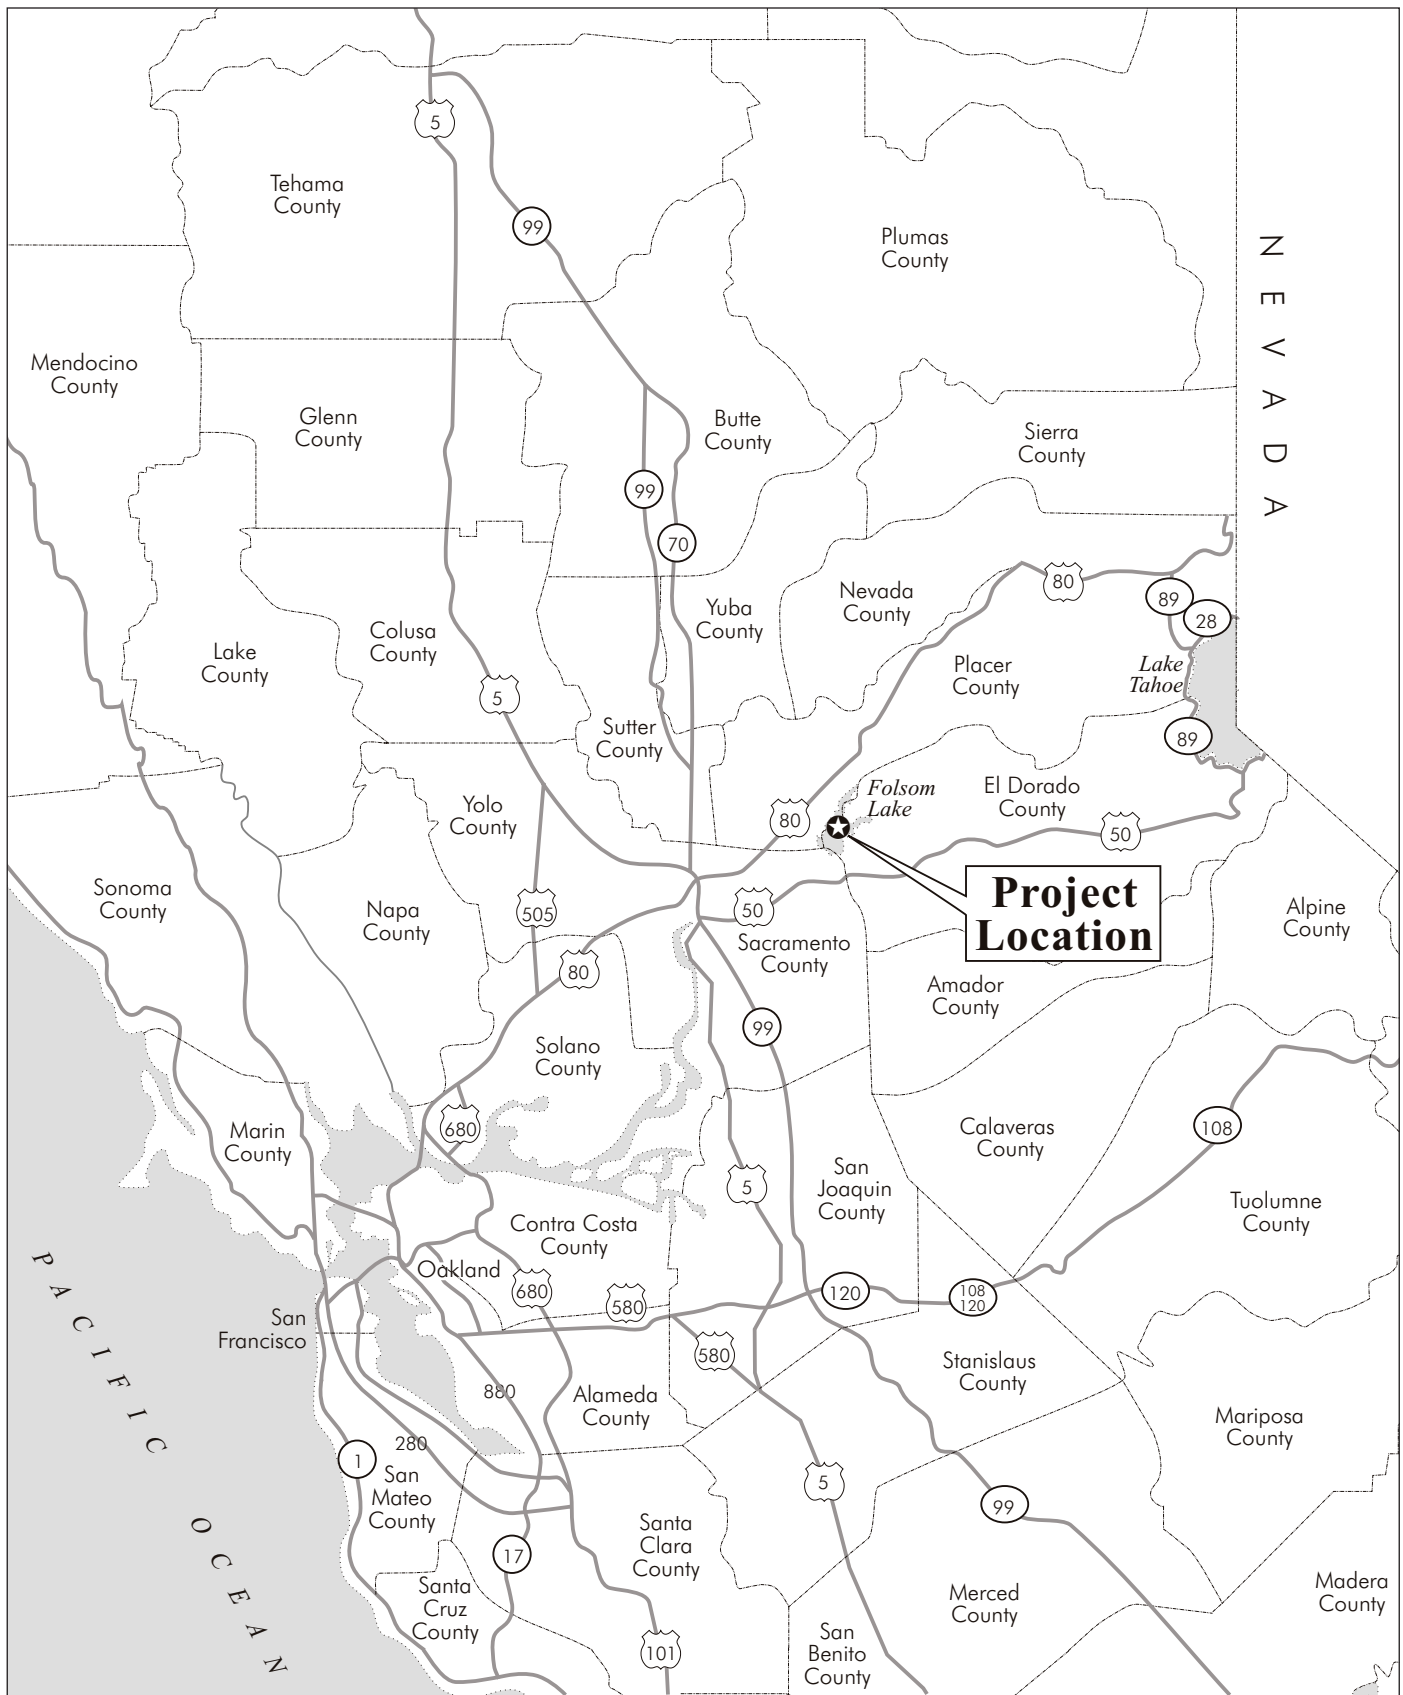 5
Tehama
County
99
Plumas
County
N E V A D A
Mendocino
County
Glenn
County
Butte
County
Sierra
County
99
70
80
89
28
Nevada
County
Yuba
County
Colusa
County
Lake
County
Placer
County
Lake
Tahoe
5
Sutter
County
89
Folsom
Lake
El Dorado
County
Yolo
County
80
50
Sonoma
County
Napa
County
505
50
Project
Location
Alpine
County
Sacramento
County
80
Amador
County
99
Solano
County
680
Marin
County
Calaveras
County
108
5
San
Joaquin
County
Tuolumne
County
Contra Costa
County
Oakland
680
580
120
108
120
San
Francisco
580
Stanislaus
County
880
Alameda
County
Mariposa
County
280
1
San
Mateo
County
5
99
Santa
Clara
County
17
Santa
Cruz
County
Merced
County
Madera
County
101
San
Benito
County
PACIFIC OCEAN